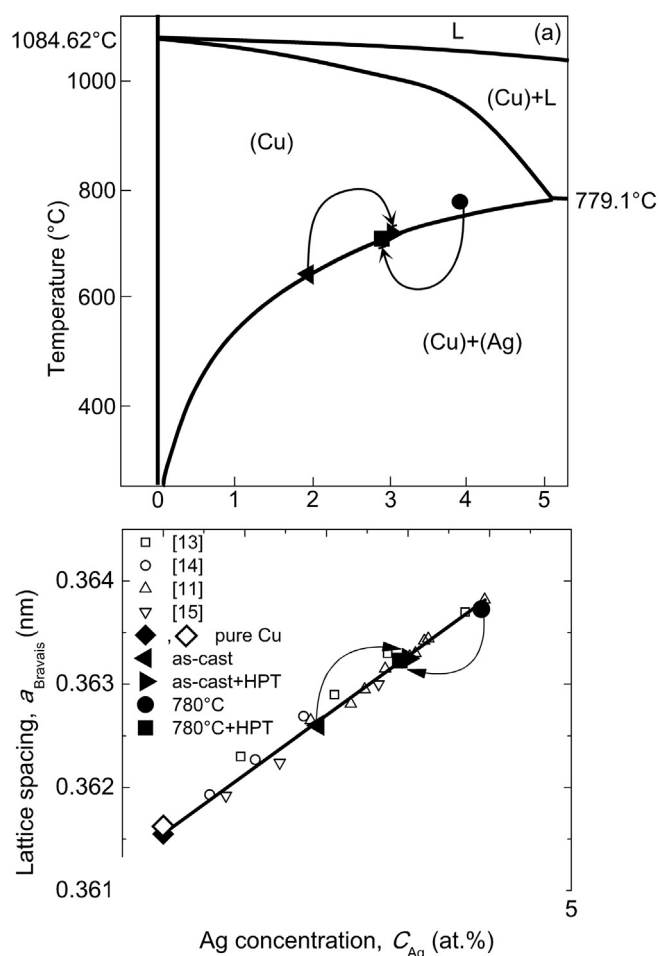 1084.62°C
L
(a)
1000
(Cu)+L
(Cu)
800
779.1°C
600
(Cu)+(Ag)
400
Temperature (°C)
0 1 2 3 4 5
0.364
[13]
[14]
[11]
[15]
, pure Cu
as-cast
as-cast+HPT
780°C
780°C+HPT
0.363
0.362
0.361
Lattice spacing, aBravais (nm)
5
Ag concentration, CAg (at.%)